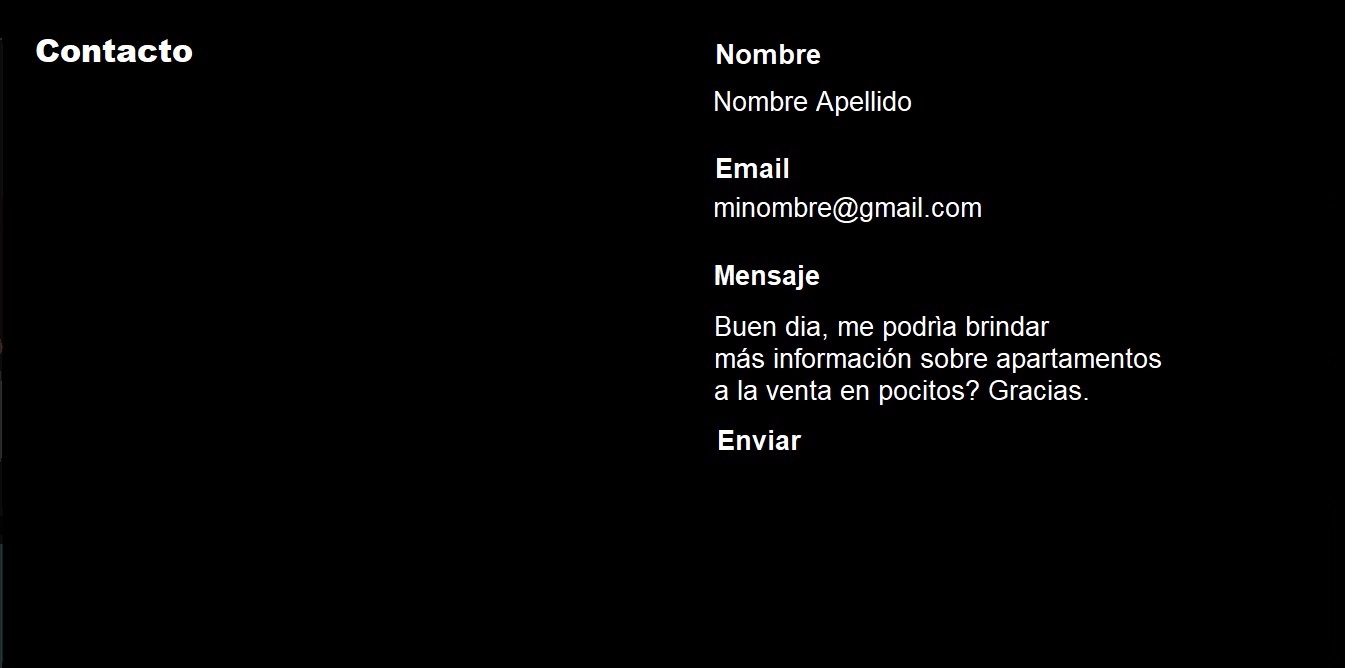 Contacto
Nombre
Nombre Apellido
Email
minombre@gmail.com
Mensaje
Buen dia, me podrìa brindar
más información sobre apartamentos
a la venta en pocitos? Gracias.
Enviar